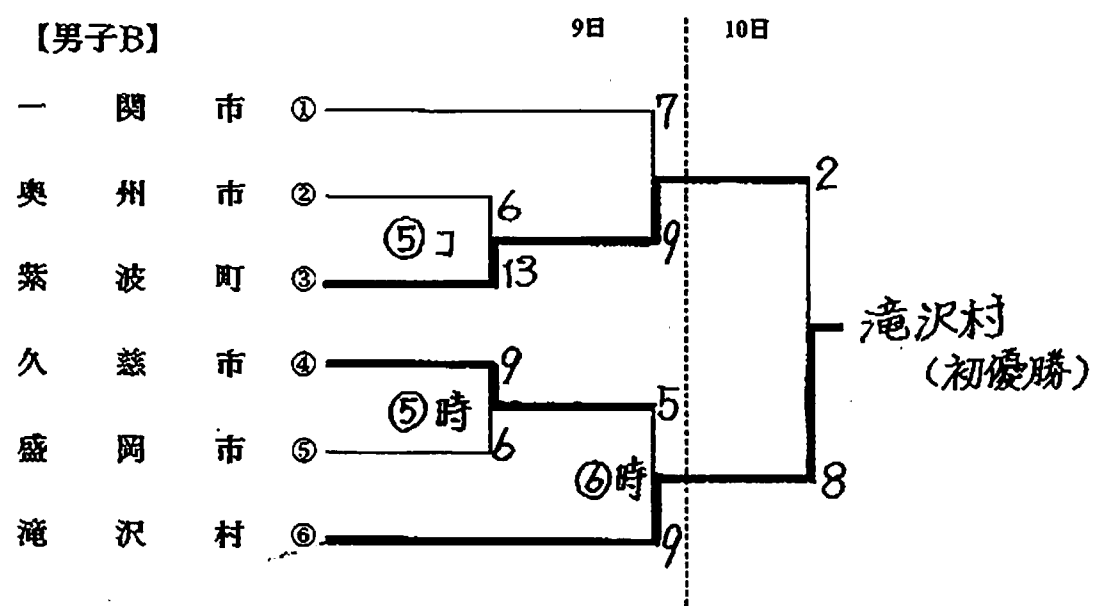 9日 10日
【男子B】
一関市 ① 7
2
奥州市 ② 6
⑤コ 9
紫波町 ③ 13
滝沢村
久慈市 ④ 9
(初優勝)
⑤時 5
盛岡市 ⑤ 6
⑥時 8
滝沢村 ⑥ 9